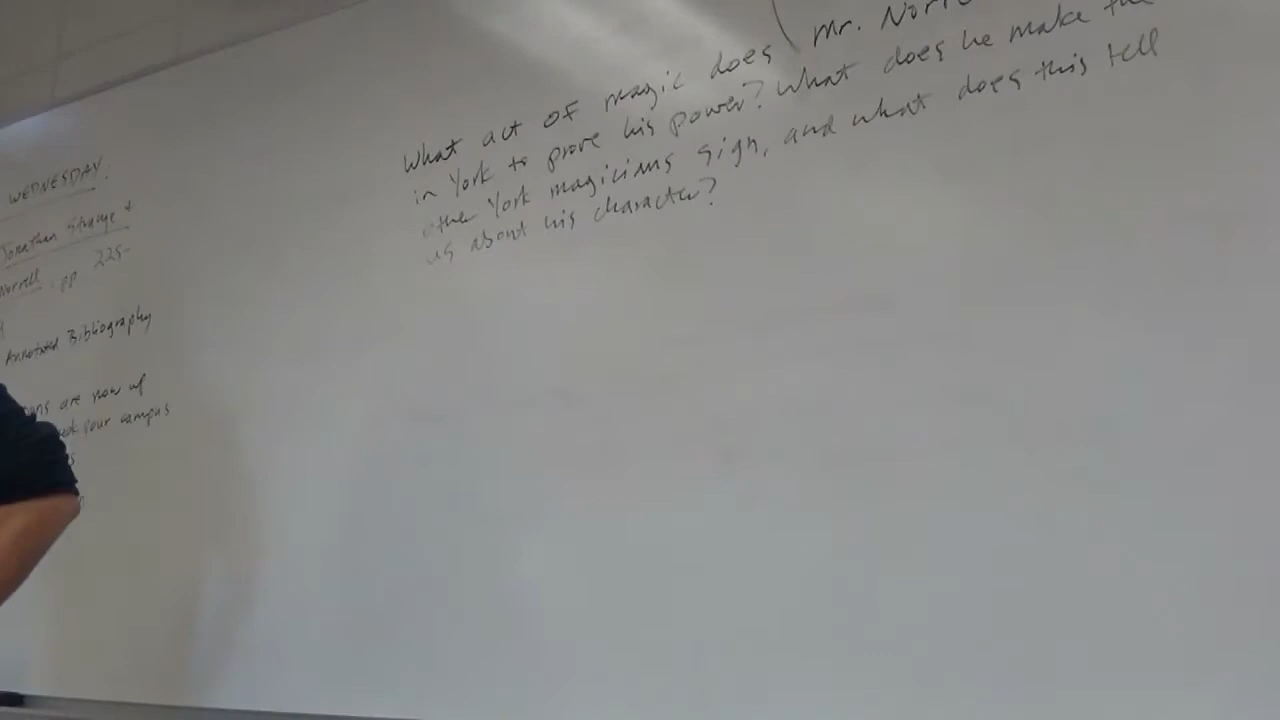 WEDNESDAY:
Jonathan Strange +
Norrell, pp. 225-
Annotated Bibliography
are now up
your campus
What act of magic does Mr.
in York to prove his power? What does he make the
other York magicians sign, and what does this tell
us about his character?